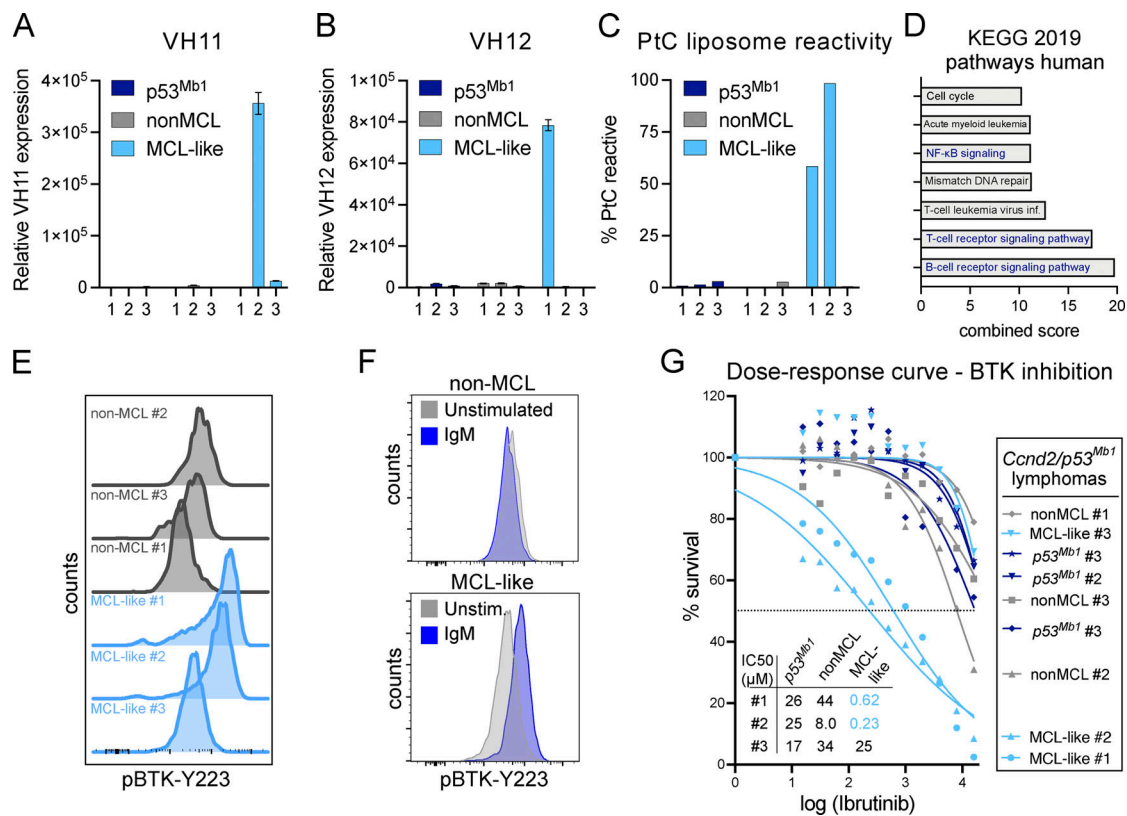 A
VH11
Relative VH11 expression
4×10⁵
3×10⁵
2×10⁵
10⁵
0
p53ᴹᵇ¹
nonMCL
MCL-like
1 2 3 1 2 3 1 2 3
B
VH12
Relative VH12 expression
1×10⁵
8×10⁴
6×10⁴
4×10⁴
2×10⁴
0
p53ᴹᵇ¹
nonMCL
MCL-like
1 2 3 1 2 3 1 2 3
C
PtC liposome reactivity
% PtC reactive
100
75
50
25
0
p53ᴹᵇ¹
nonMCL
MCL-like
1 2 3 1 2 3 1 2 3
D
KEGG 2019
pathways human
Cell cycle
Acute myeloid leukemia
NF-κB signaling
Mismatch DNA repair
T-cell leukemia virus inf.
T-cell receptor signaling pathway
B-cell receptor signaling pathway
0 5 10 15 20
combined score
E
counts
non-MCL #2
non-MCL #3
non-MCL #1
MCL-like #1
MCL-like #2
MCL-like #3
pBTK-Y223
F
non-MCL
Unstimulated
IgM
counts
MCL-like
Unstim.
IgM
counts
pBTK-Y223
G
Dose-response curve - BTK inhibition
% survival
120
100
80
60
40
20
0
0 1 2 3 4
log (Ibrutinib)
IC50 (µM) p53ᴹᵇ¹ nonMCL MCL-like
#1 26 44 0.62
#2 25 8.0 0.23
#3 17 34 25
Ccnd2/p53ᴹᵇ¹
lymphomas
nonMCL #1
MCL-like #3
p53ᴹᵇ¹ #3
p53ᴹᵇ¹ #2
nonMCL #3
p53ᴹᵇ¹ #3
nonMCL #2
MCL-like #2
MCL-like #1